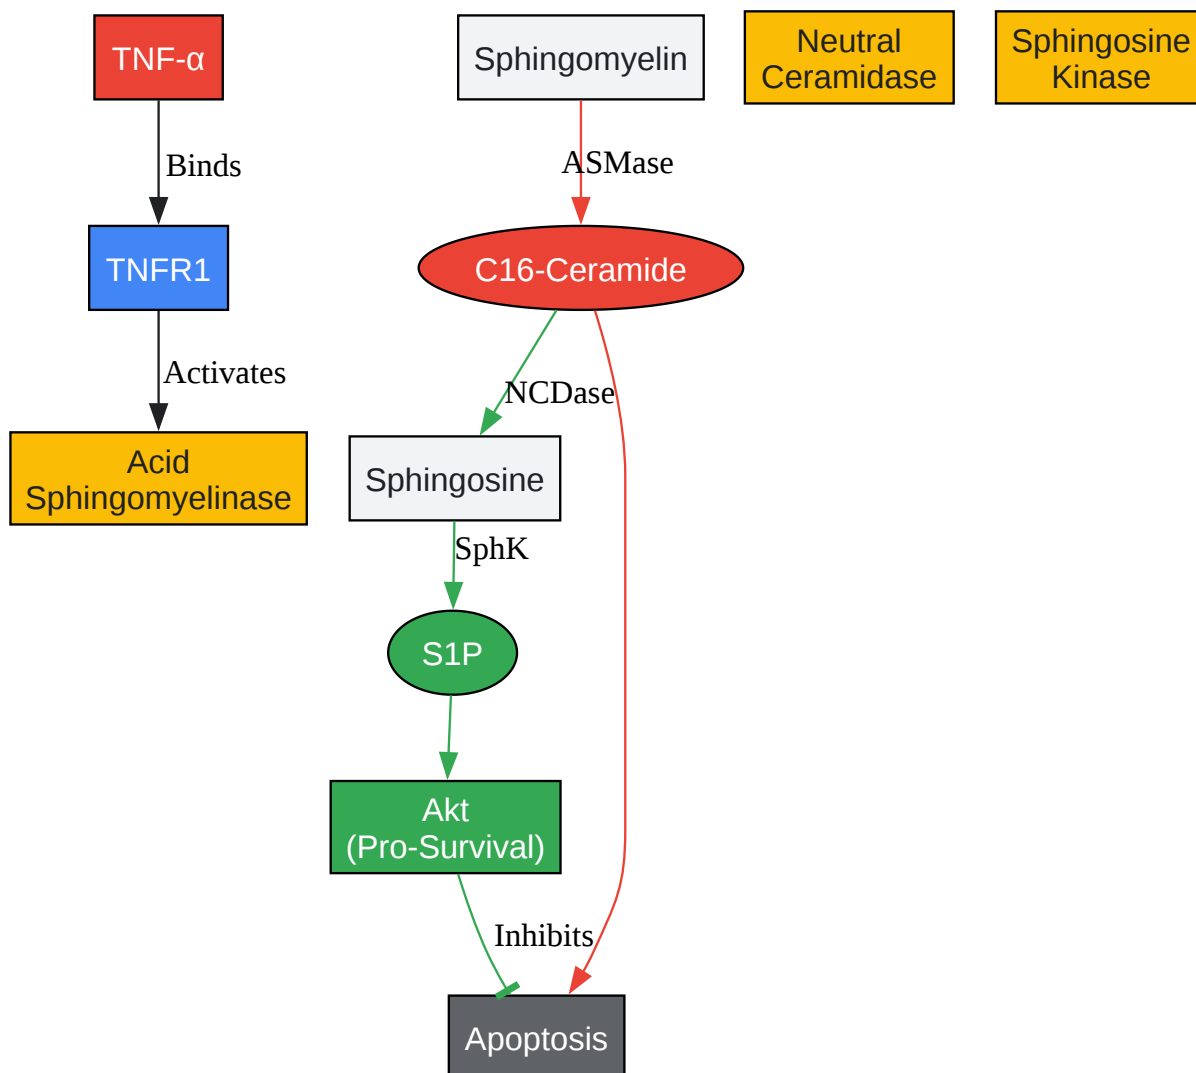 TNF-α
Sphingomyelin
Neutral
Ceramidase
Sphingosine
Kinase
Binds
ASMase
TNFR1
C16-Ceramide
Activates
NCDase
Acid
Sphingomyelinase
Sphingosine
SphK
S1P
Akt
(Pro-Survival)
Inhibits
Apoptosis